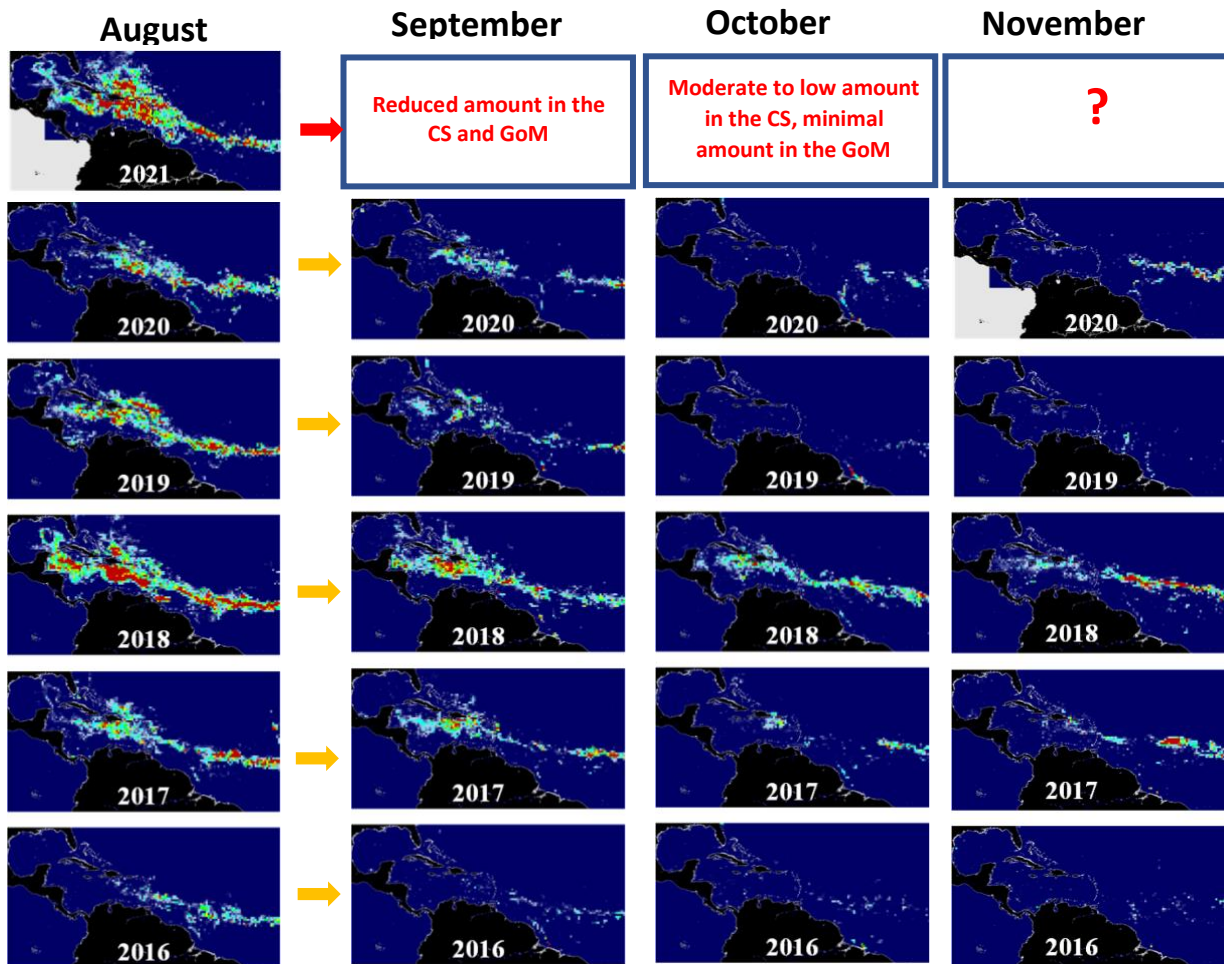 August
September
October
November
2021
Reduced amount in the
CS and GoM
Moderate to low amount
in the CS, minimal
amount in the GoM
?
2020
2020
2020
2020
2019
2019
2019
2019
2018
2018
2018
2018
2017
2017
2017
2017
2016
2016
2016
2016